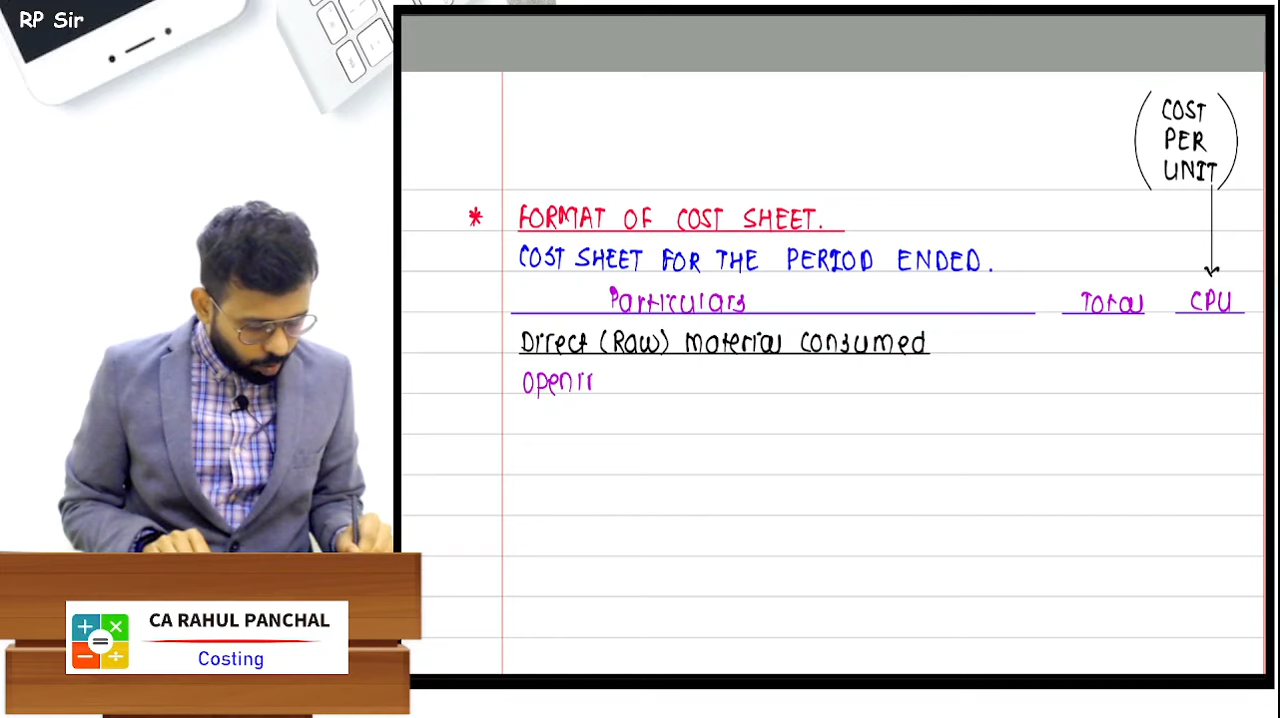 RP Sir
COST
PER
UNIT
* FORMAT OF COST SHEET.
COST SHEET FOR THE PERIOD ENDED.
Particulars Total CPU
Direct (Raw) material consumed
openi
CA RAHUL PANCHAL
Costing